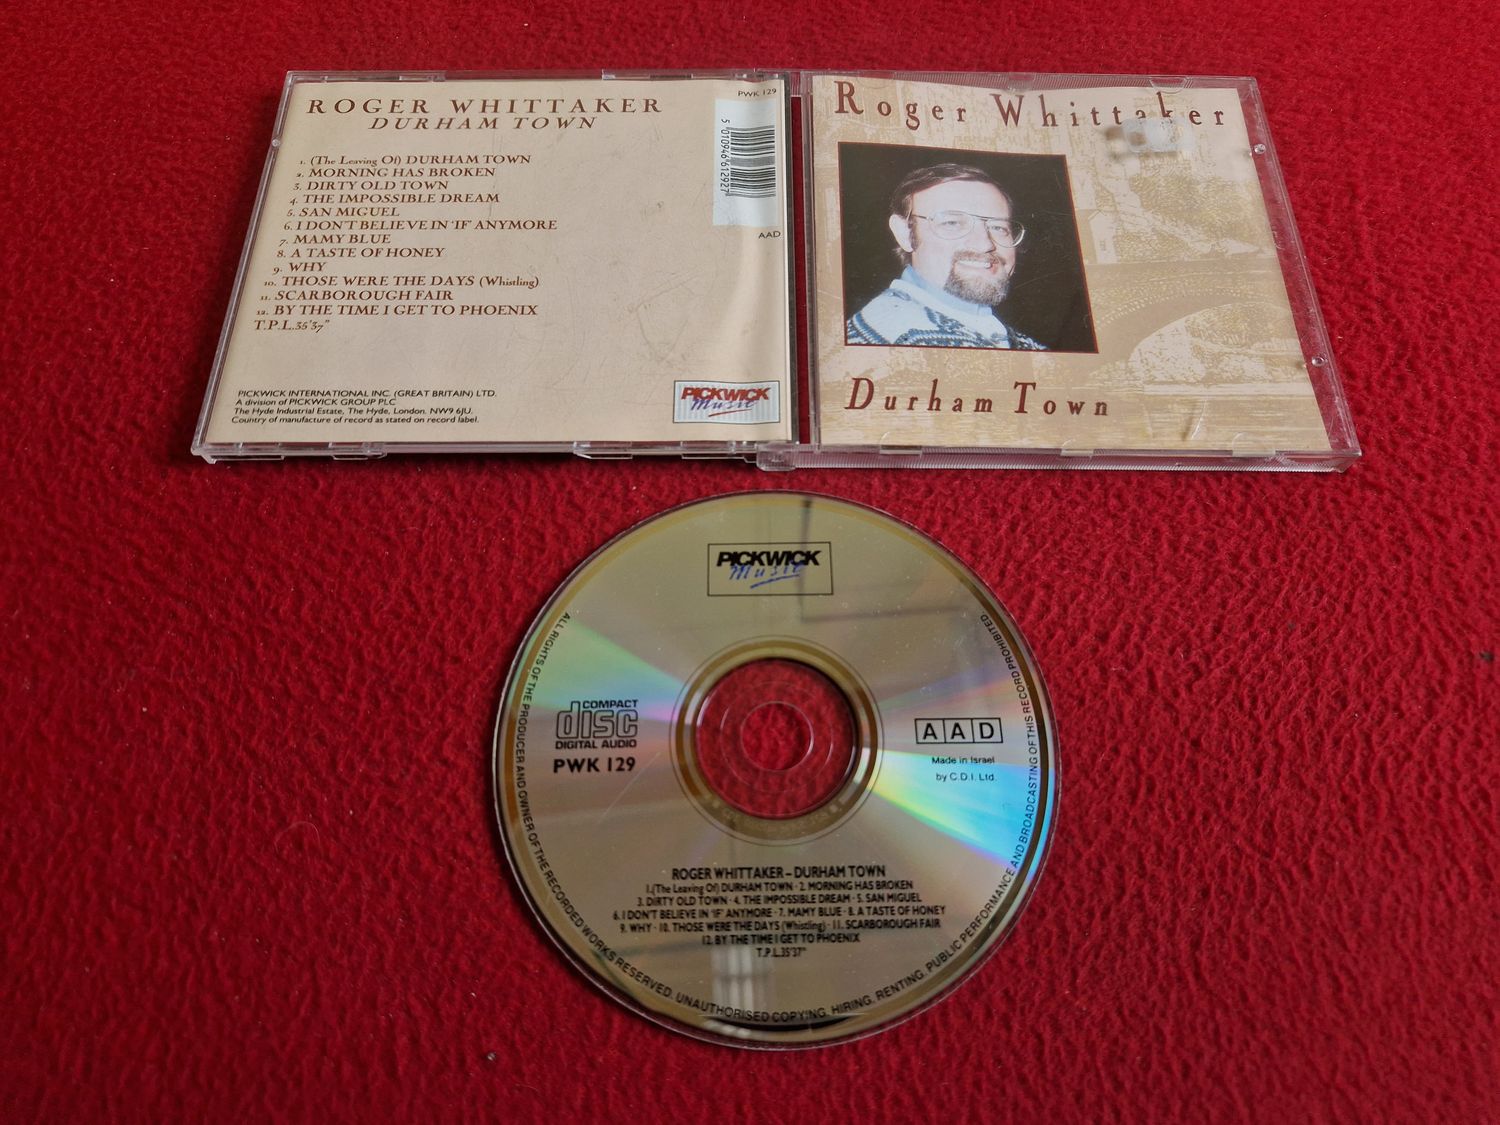 ROGER WHITTAKER
DURHAM TOWN
PWK 129
5 010946 612927
AAD
1. (The Leaving Of) DURHAM TOWN
2. MORNING HAS BROKEN
3. DIRTY OLD TOWN
4. THE IMPOSSIBLE DREAM
5. SAN MIGUEL
6. I DON'T BELIEVE IN 'IF' ANYMORE
7. MAMY BLUE
8. A TASTE OF HONEY
9. WHY
10. THOSE WERE THE DAYS (Whistling)
11. SCARBOROUGH FAIR
12. BY THE TIME I GET TO PHOENIX
T.P.L.35'37"
PICKWICK INTERNATIONAL INC. (GREAT BRITAIN) LTD.
A division of PICKWICK GROUP PLC
The Hyde Industrial Estate, The Hyde, London. NW9 6JU.
Country of manufacture of record as stated on record label.
PICKWICK
Music
Roger Whittaker
Durham Town
PICKWICK
Music
ALL RIGHTS OF THE PRODUCER AND OWNER OF THE RECORDED WORKS RESERVED. UNAUTHORISED COPYING, HIRING, RENTING, PUBLIC PERFORMANCE AND BROADCASTING OF THIS RECORD PROHIBITED
COMPACT
disc
DIGITAL AUDIO
PWK 129
AAD
Made in Israel
by C.D.I. Ltd.
ROGER WHITTAKER – DURHAM TOWN
1.(The Leaving Of) DURHAM TOWN · 2. MORNING HAS BROKEN
3. DIRTY OLD TOWN · 4. THE IMPOSSIBLE DREAM · 5. SAN MIGUEL
6. I DON'T BELIEVE IN 'IF' ANYMORE · 7. MAMY BLUE · 8. A TASTE OF HONEY
9. WHY · 10. THOSE WERE THE DAYS (Whistling) · 11. SCARBOROUGH FAIR
12. BY THE TIME I GET TO PHOENIX
T.P.L.35'37"